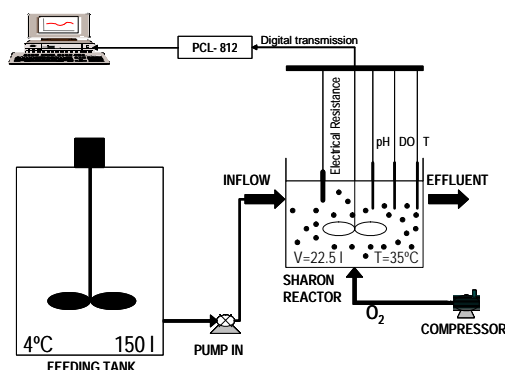 PCL- 812
Digital transmission
Electrical Resistance
pH
DO
T
INFLOW
EFFLUENT
V=22.5 l
T=35ºC
SHARON
REACTOR
O2
COMPRESSOR
PUMP IN
4ºC
150 l
FEEDING TANK